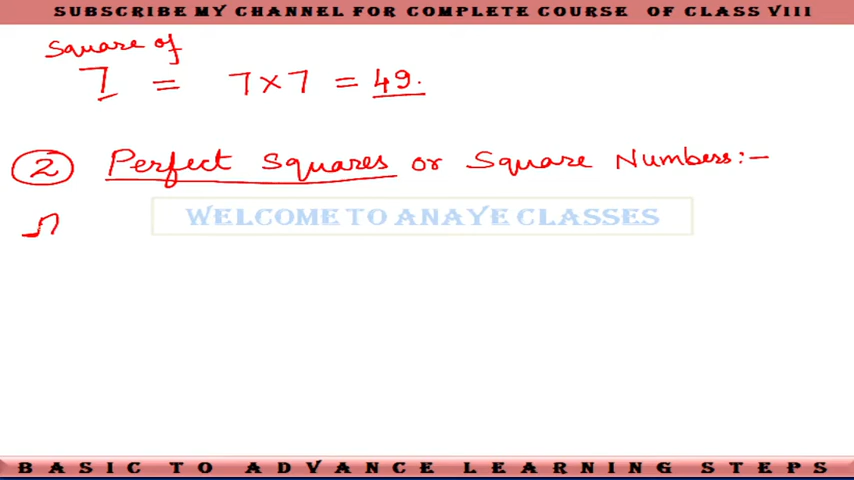 SUBSCRIBE MY CHANNEL FOR COMPLETE COURSE OF CLASS VIII
Square of
7 = 7×7 = 49.
2 Perfect Squares or Square Numbers:-
WELCOME TO ANAYE CLASSES
BASIC TO ADVANCE LEARNING STEPS